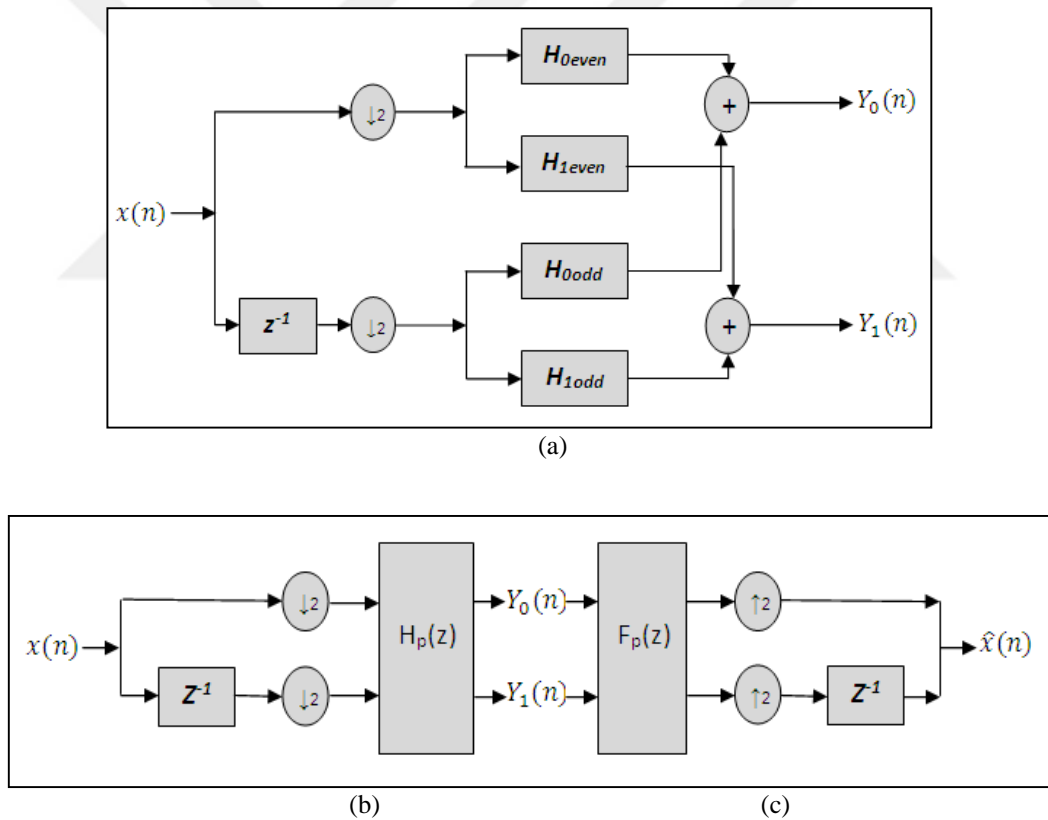 H0even
↓2
+
Y0(n)
H1even
x(n)
H0odd
z-1
↓2
+
Y1(n)
H1odd
(a)
↓2
Y0(n)
↑2
x(n)
Hp(z)
Fp(z)
x̂(n)
Z-1
↓2
Y1(n)
↑2
Z-1
(b)
(c)